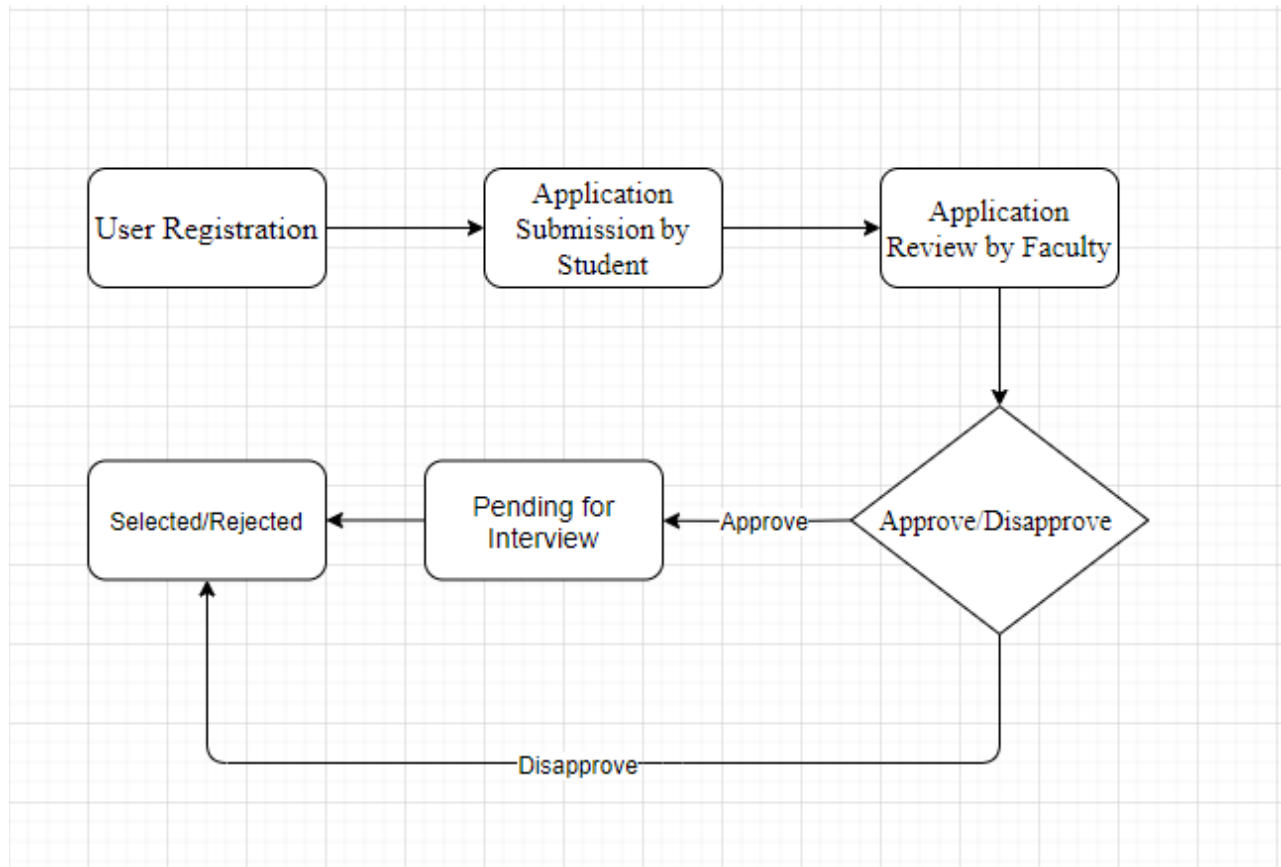 User Registration
Application
Submission by
Student
Application
Review by Faculty
Approve/Disapprove
Approve
Pending for
Interview
Selected/Rejected
Disapprove